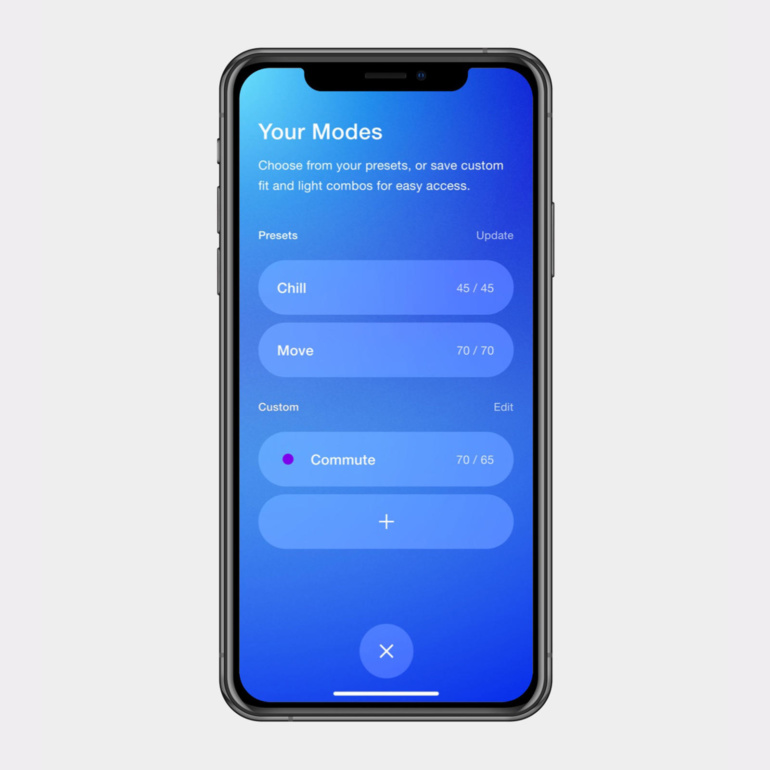 Your Modes
Choose from your presets, or save custom
fit and light combos for easy access.
Presets Update
Chill 45 / 45
Move 70 / 70
Custom Edit
Commute 70 / 65
+